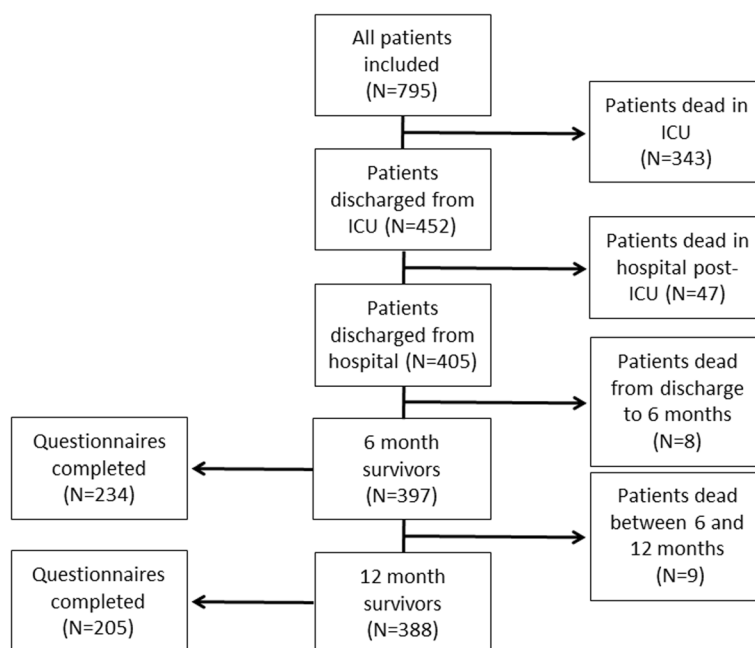 All patients
included
(N=795)
Patients dead in
ICU
(N=343)
Patients
discharged from
ICU (N=452)
Patients dead in
hospital post-
ICU (N=47)
Patients
discharged from
hospital (N=405)
Patients dead
from discharge
to 6 months
(N=8)
Questionnaires
completed
(N=234)
6 month
survivors
(N=397)
Patients dead
between 6 and
12 months
(N=9)
Questionnaires
completed
(N=205)
12 month
survivors
(N=388)